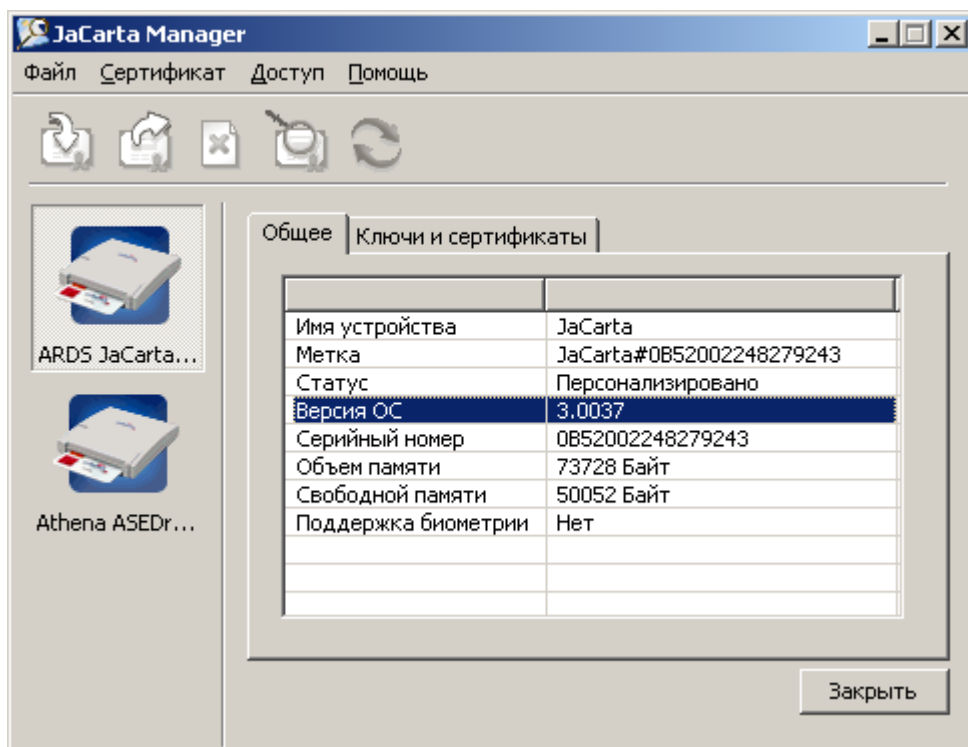 JaCarta Manager
Файл Сертификат Доступ Помощь
ARDS JaCarta...
Athena ASEDr...
Общее Ключи и сертификаты
Имя устройства JaCarta
Метка JaCarta#0B52002248279243
Статус Персонализировано
Версия ОС 3.0037
Серийный номер 0B52002248279243
Объем памяти 73728 Байт
Свободной памяти 50052 Байт
Поддержка биометрии Нет
Закрыть